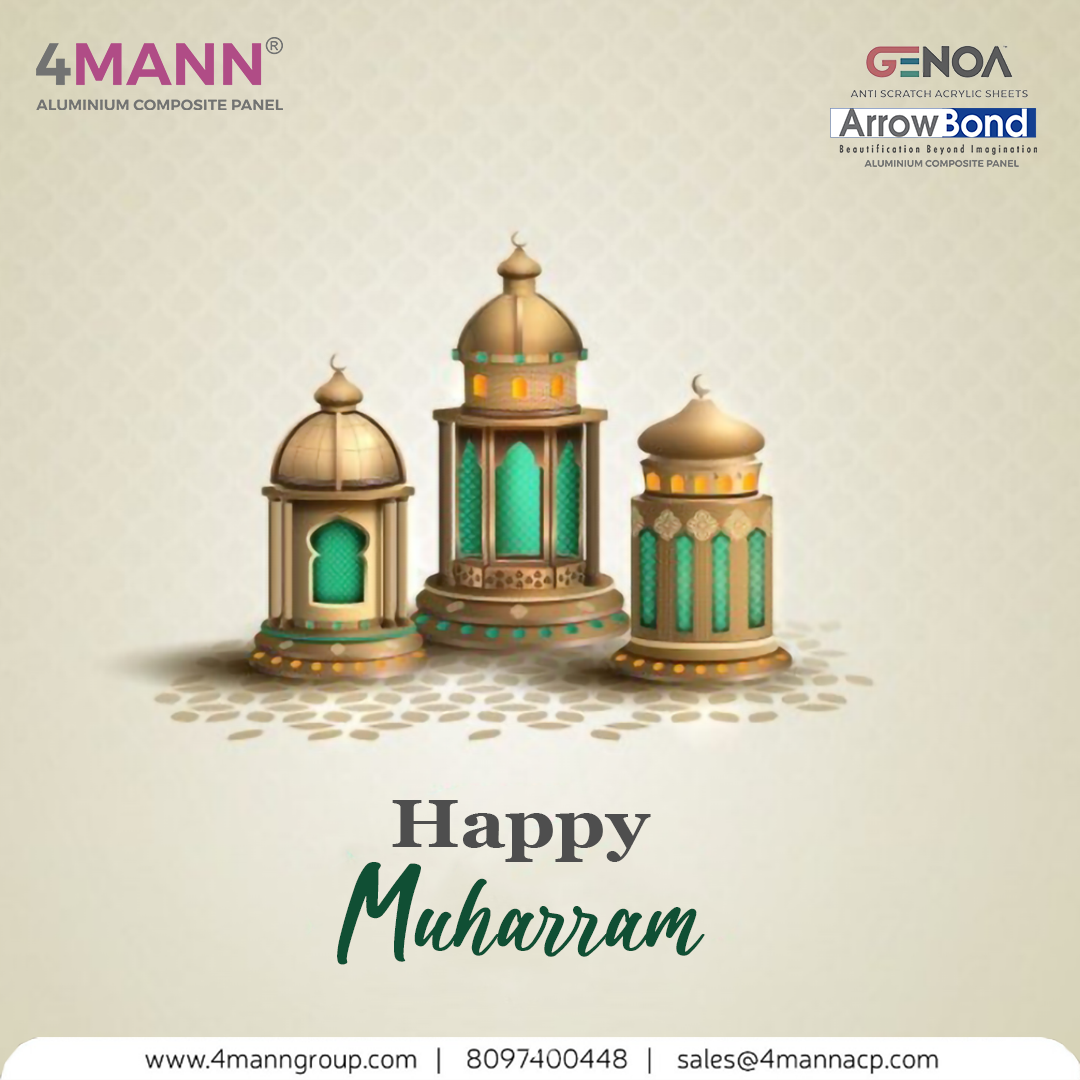 4MANN®
ALUMINIUM COMPOSITE PANEL
GENOA™
ANTI SCRATCH ACRYLIC SHEETS
ArrowBond
Beautification Beyond Imagination
ALUMINIUM COMPOSITE PANEL
Happy
Muharram
www.4manngroup.com | 8097400448 | sales@4mannacp.com